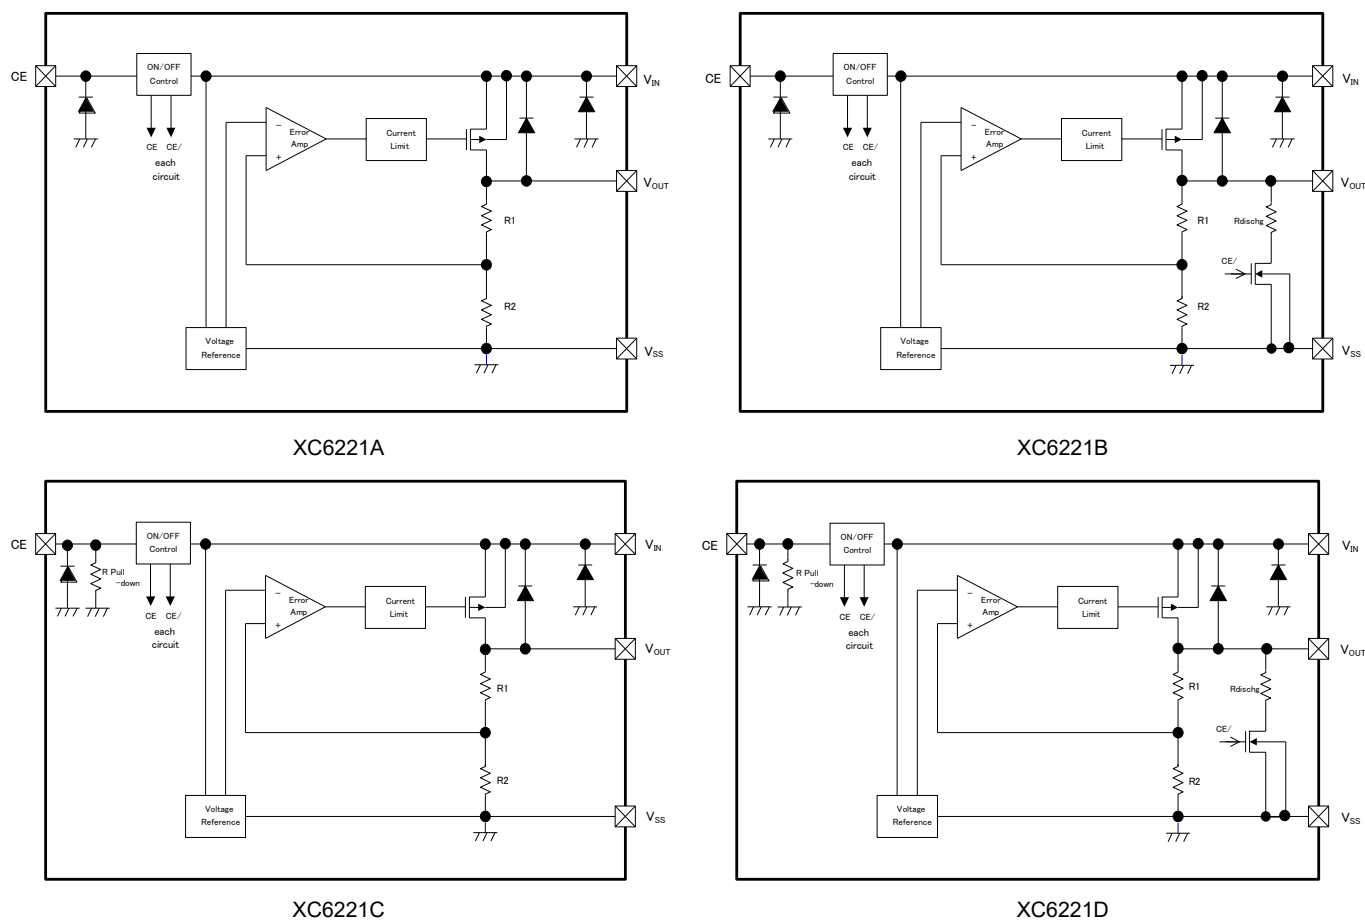 CE
ON/OFF
Control
CE
CE/
each
circuit
Error
Amp
−
+
Current
Limit
VIN
VOUT
R1
R2
Voltage
Reference
VSS
XC6221A
CE
ON/OFF
Control
CE
CE/
each
circuit
Error
Amp
−
+
Current
Limit
VIN
VOUT
R1
Rdischg
CE/
R2
Voltage
Reference
VSS
XC6221B
CE
ON/OFF
Control
R Pull
-down
CE
CE/
each
circuit
Error
Amp
−
+
Current
Limit
VIN
VOUT
R1
R2
Voltage
Reference
VSS
XC6221C
CE
ON/OFF
Control
R Pull
-down
CE
CE/
each
circuit
Error
Amp
−
+
Current
Limit
VIN
VOUT
R1
Rdischg
CE/
R2
Voltage
Reference
VSS
XC6221D